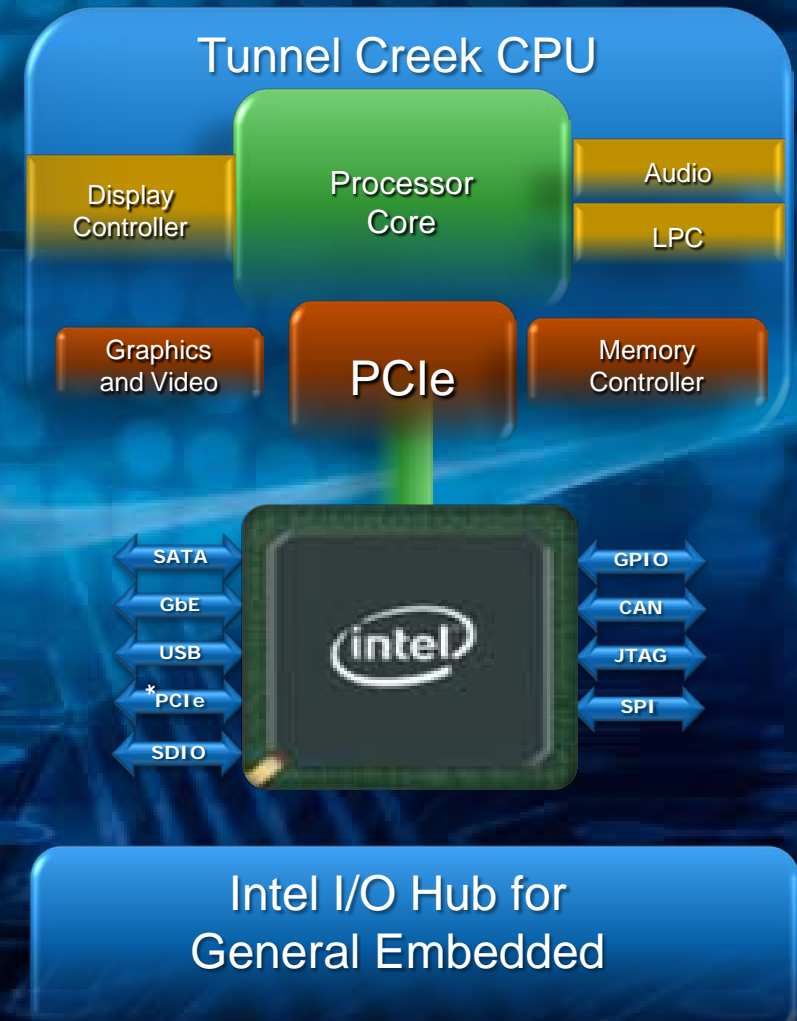 Tunnel Creek CPU
Display
Controller
Processor
Core
Audio
LPC
Graphics
and Video
PCIe
Memory
Controller
SATA
GbE
USB
*PCIe
SDIO
intel
GPIO
CAN
JTAG
SPI
Intel I/O Hub for
General Embedded